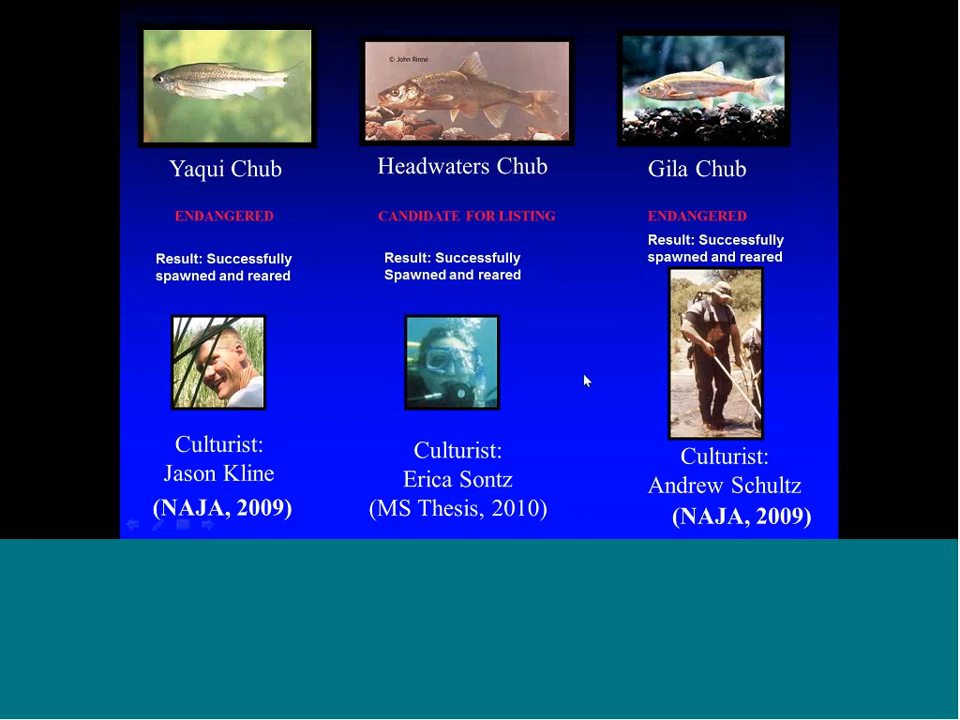 © John Rinne
Yaqui Chub
ENDANGERED
Result: Successfully
spawned and reared
Culturist:
Jason Kline
(NAJA, 2009)
Headwaters Chub
CANDIDATE FOR LISTING
Result: Successfully
Spawned and reared
Culturist:
Erica Sontz
(MS Thesis, 2010)
Gila Chub
ENDANGERED
Result: Successfully
spawned and reared
Culturist:
Andrew Schultz
(NAJA, 2009)